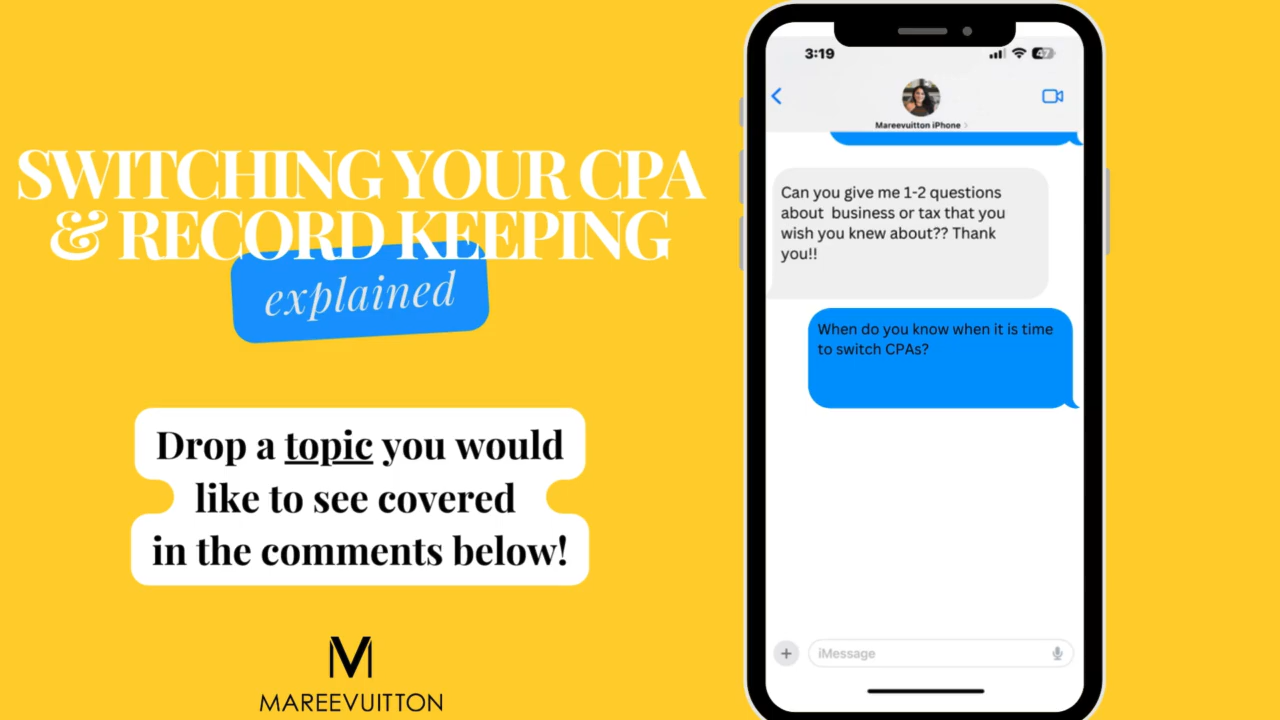 SWITCHING YOUR CPA
& RECORD KEEPING
explained
Drop a topic you would
like to see covered
in the comments below!
M
MAREEVUITTON
3:19
47
Mareevuitton iPhone
Can you give me 1-2 questions
about business or tax that you
wish you knew about?? Thank
you!!
When do you know when it is time
to switch CPAs?
iMessage